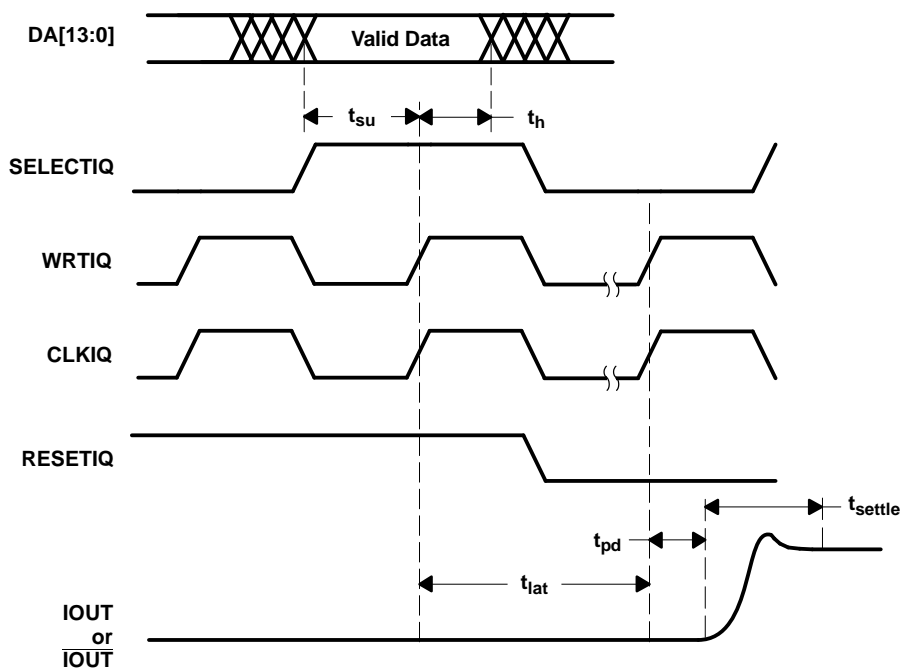 DA[13:0]
Valid Data
tsu
th
SELECTIQ
WRTIQ
CLKIQ
RESETIQ
tsettle
tpd
tlat
IOUT
or
IOUT